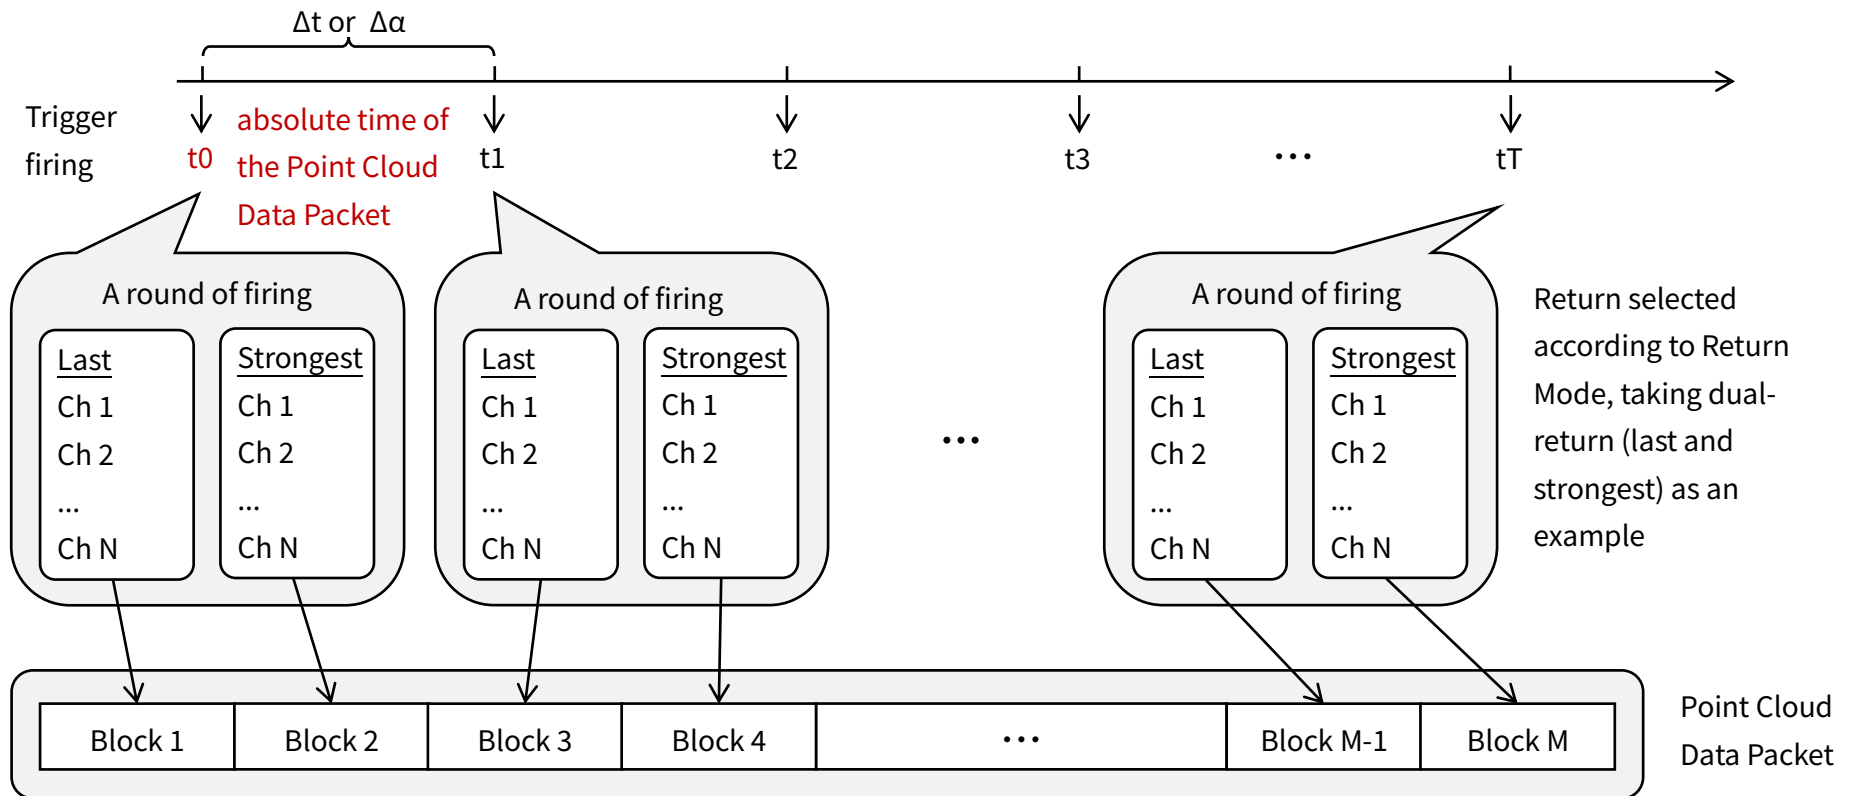 Δt or Δα
Trigger
firing
t0
absolute time of
the Point Cloud
Data Packet
t1
t2
t3
...
tT
A round of firing
Last
Ch 1
Ch 2
...
Ch N
Strongest
Ch 1
Ch 2
...
Ch N
A round of firing
Last
Ch 1
Ch 2
...
Ch N
Strongest
Ch 1
Ch 2
...
Ch N
...
A round of firing
Last
Ch 1
Ch 2
...
Ch N
Strongest
Ch 1
Ch 2
...
Ch N
Return selected
according to Return
Mode, taking dual-
return (last and
strongest) as an
example
Block 1
Block 2
Block 3
Block 4
...
Block M-1
Block M
Point Cloud
Data Packet